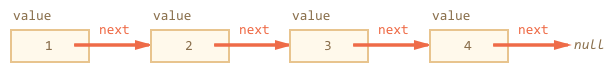 value value value value
next next next next
1 2 3 4 null